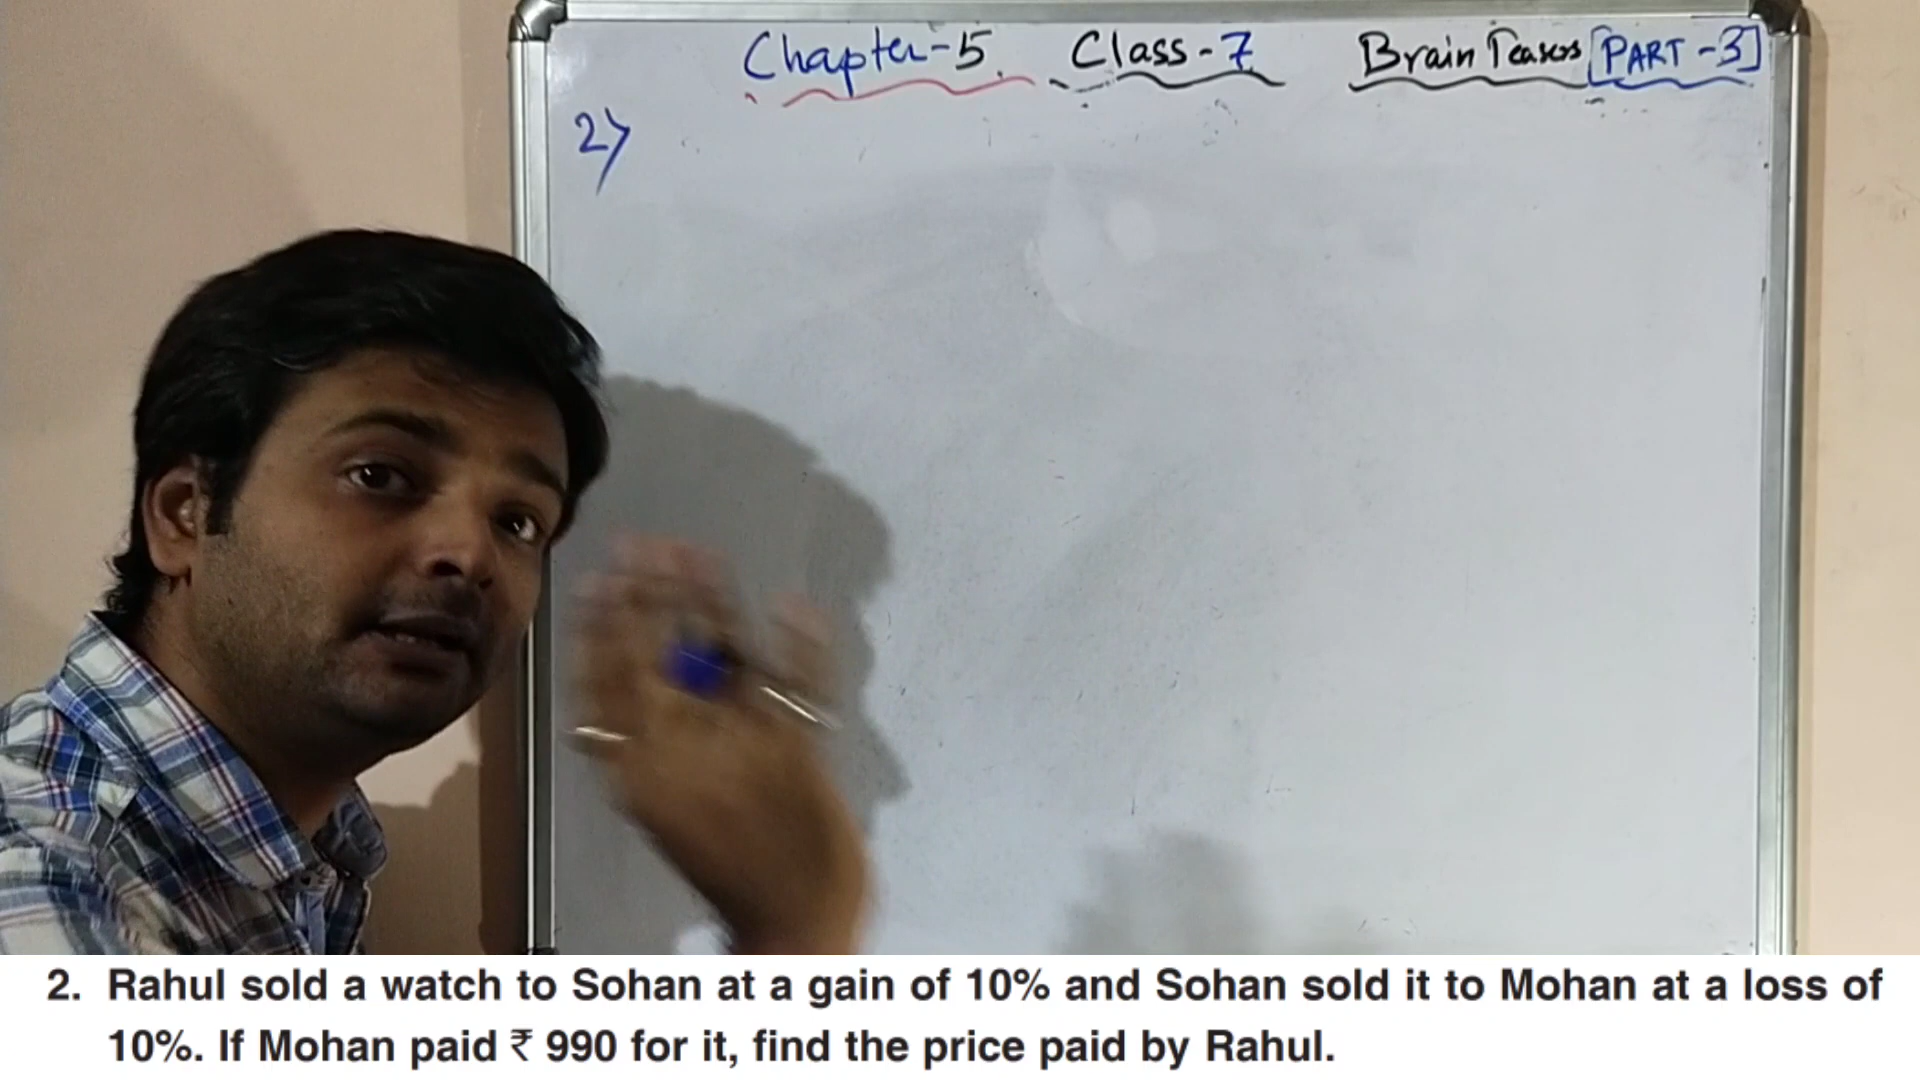 Chapter-5. Class-7 Brain Teasers [PART-3]
2)
2. Rahul sold a watch to Sohan at a gain of 10% and Sohan sold it to Mohan at a loss of
10%. If Mohan paid ₹ 990 for it, find the price paid by Rahul.